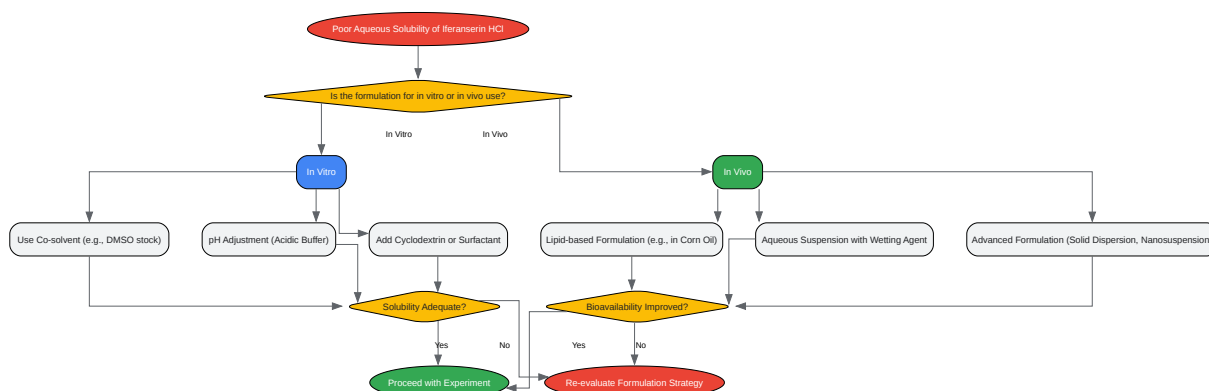 Poor Aqueous Solubility of Iferanserin HCl
Is the formulation for in vitro or in vivo use?
In Vitro
In Vivo
In Vitro
In Vivo
Use Co-solvent (e.g., DMSO stock)
pH Adjustment (Acidic Buffer)
Add Cyclodextrin or Surfactant
Lipid-based Formulation (e.g., in Corn Oil)
Aqueous Suspension with Wetting Agent
Advanced Formulation (Solid Dispersion, Nanosuspension
Solubility Adequate?
Bioavailability Improved?
Yes
No
Yes
No
Proceed with Experiment
Re-evaluate Formulation Strategy